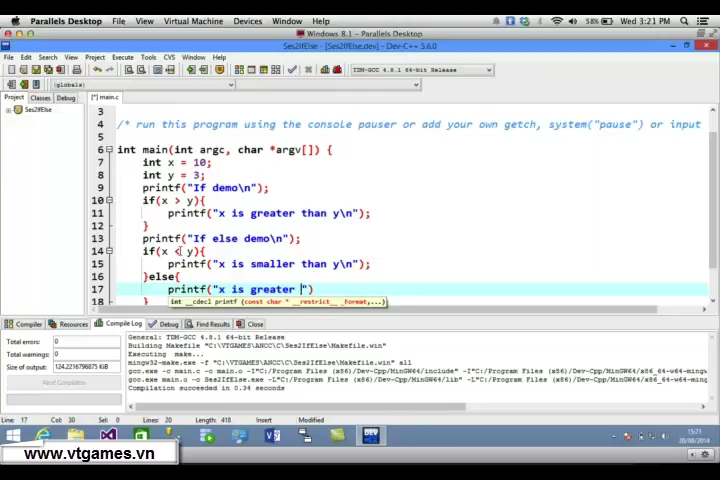 Parallels Desktop File View Virtual Machine Devices Window Help 58% Wed 3:21 PM
Windows 8.1 - Parallels Desktop
Ses2IfElse - [Ses2IfElse.dev] - Dev-C++ 5.6.0
File Edit Search View Project Execute Tools CVS Window Help
TDM-GCC 4.8.1 64-bit Release
(globals)
Project Classes Debug [*] main.c
Ses2IfElse
3
4 /* run this program using the console pauser or add your own getch, system("pause") or input
5
6 int main(int argc, char *argv[]) {
7 int x = 10;
8 int y = 3;
9 printf("If demo\n");
10 if(x > y){
11 printf("x is greater than y\n");
12 }
13 printf("If else demo\n");
14 if(x < y){
15 printf("x is smaller than y\n");
16 }else{
17 printf("x is greater ")
18 }
int __cdecl printf (const char * __restrict__ _Format,...)
Compiler Resources Compile Log Debug Find Results Close
Total errors: 0
Total warnings: 0
Size of output: 124.2216796875 KiB
Abort Compilation
General: TDM-GCC 4.8.1 64-bit Release
Building Makefile "C:\VTGAMES\ANCC\C\Ses2IfElse\Makefile.win"
Executing make...
mingw32-make.exe -f "C:\VTGAMES\ANCC\C\Ses2IfElse\Makefile.win" all
gcc.exe -c main.c -o main.o -I"C:/Program Files (x86)/Dev-Cpp/MinGW64/include" -I"C:/Program Files (x86)/Dev-Cpp/MinGW64/x86_64-w64-ming
gcc.exe main.o -o Ses2IfElse.exe -L"C:/Program Files (x86)/Dev-Cpp/MinGW64/lib" -L"C:/Program Files (x86)/Dev-Cpp/MinGW64/x86_64-w64-mingw
Compilation succeeded in 0.34 seconds
Line: 17 Col: 30 Sel: 0 Lines: 20 Length: 415 Insert Modified
15:21
20/08/2014
www.vtgames.vn